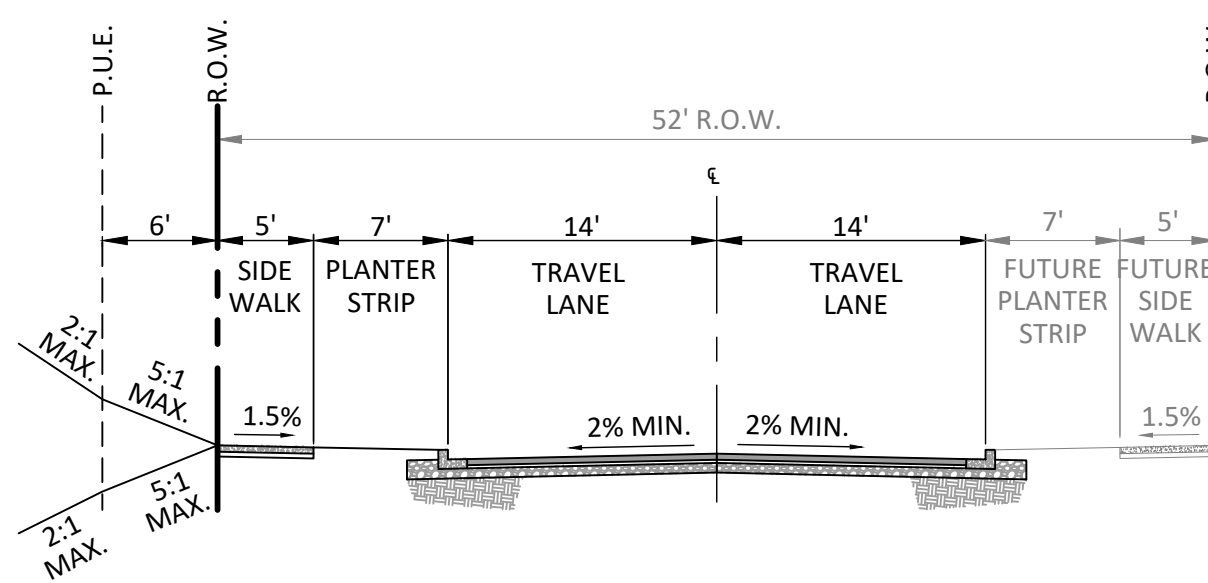 P.U.E.
R.O.W.
52' R.O.W.
℄
6'
5'
7'
14'
14'
7'
5'
SIDE
WALK
PLANTER
STRIP
TRAVEL
LANE
TRAVEL
LANE
FUTURE
PLANTER
STRIP
FUTURE
SIDE
WALK
2:1
MAX.
5:1
MAX.
1.5%
2% MIN.
2% MIN.
1.5%
5:1
MAX.
2:1
MAX.